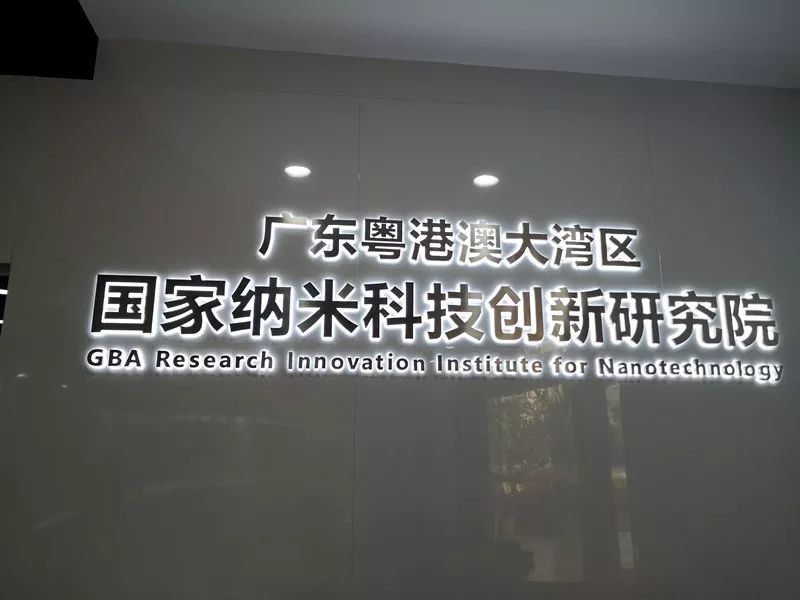 广东粤港澳大湾区
国家纳米科技创新研究院
GBA Research Innovation Institute for Nanotechnology